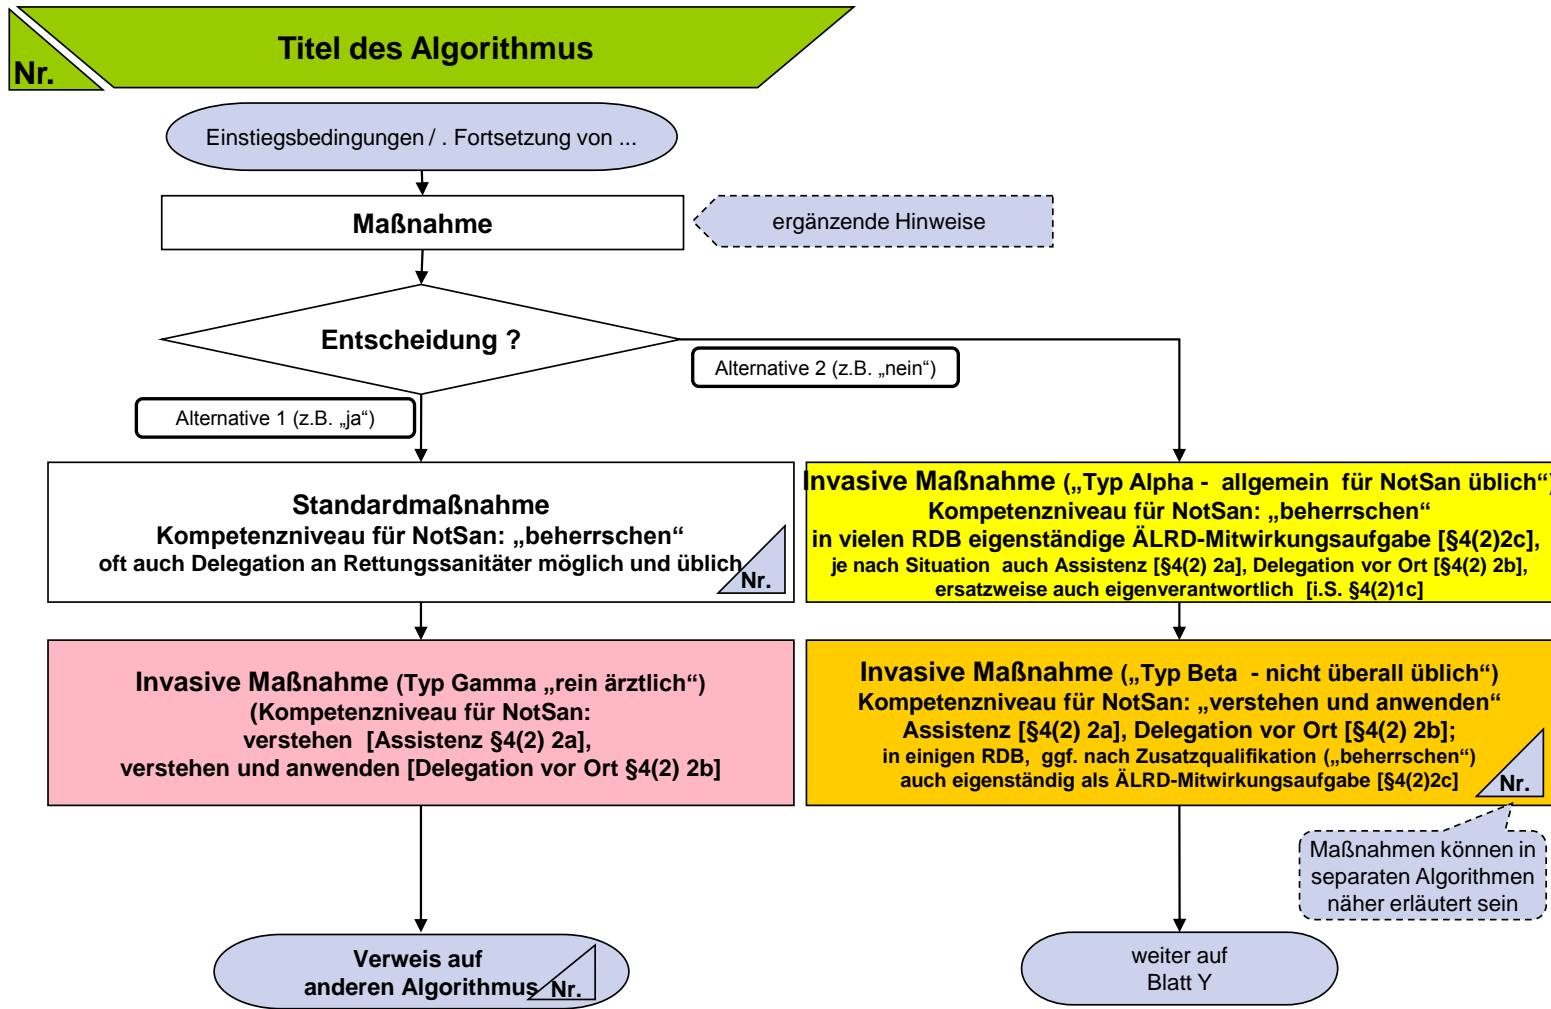 Titel des Algorithmus
Nr.
Einstiegsbedingungen / . Fortsetzung von ...
Maßnahme
ergänzende Hinweise
Entscheidung ?
Alternative 2 (z.B. „nein“)
Alternative 1 (z.B. „ja“)
Standardmaßnahme
Kompetenzniveau für NotSan: „beherrschen“
oft auch Delegation an Rettungssanitäter möglich und üblich
Nr.
Invasive Maßnahme („Typ Alpha - allgemein für NotSan üblich“)
Kompetenzniveau für NotSan: „beherrschen“
in vielen RDB eigenständige ÄLRD-Mitwirkungsaufgabe [§4(2)2c],
je nach Situation auch Assistenz [§4(2) 2a], Delegation vor Ort [§4(2) 2b],
ersatzweise auch eigenverantwortlich [i.S. §4(2)1c]
Invasive Maßnahme (Typ Gamma „rein ärztlich“)
(Kompetenzniveau für NotSan:
verstehen [Assistenz §4(2) 2a],
verstehen und anwenden [Delegation vor Ort §4(2) 2b]
Invasive Maßnahme („Typ Beta - nicht überall üblich“)
Kompetenzniveau für NotSan: „verstehen und anwenden“
Assistenz [§4(2) 2a], Delegation vor Ort [§4(2) 2b];
in einigen RDB, ggf. nach Zusatzqualifikation („beherrschen“)
auch eigenständig als ÄLRD-Mitwirkungsaufgabe [§4(2)2c]
Nr.
Maßnahmen können in
separaten Algorithmen
näher erläutert sein
Verweis auf
anderen Algorithmus
Nr.
weiter auf
Blatt Y